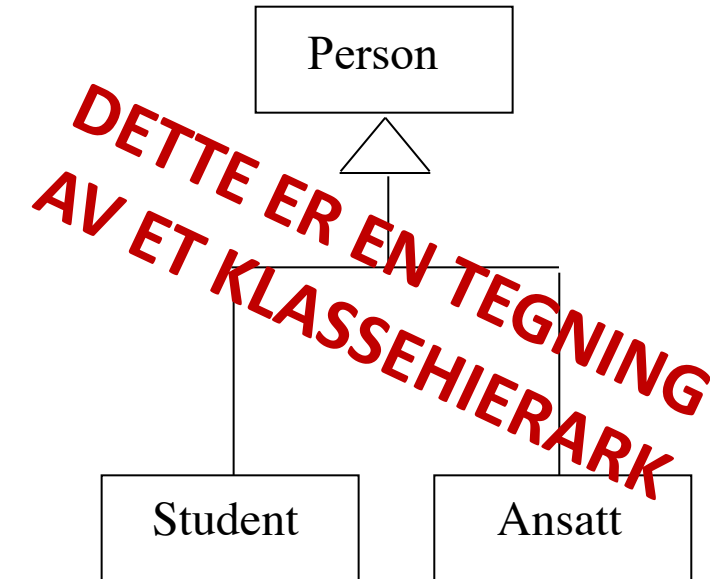 Person
DETTE ER EN TEGNING
AV ET KLASSEHIERARK
Student
Ansatt